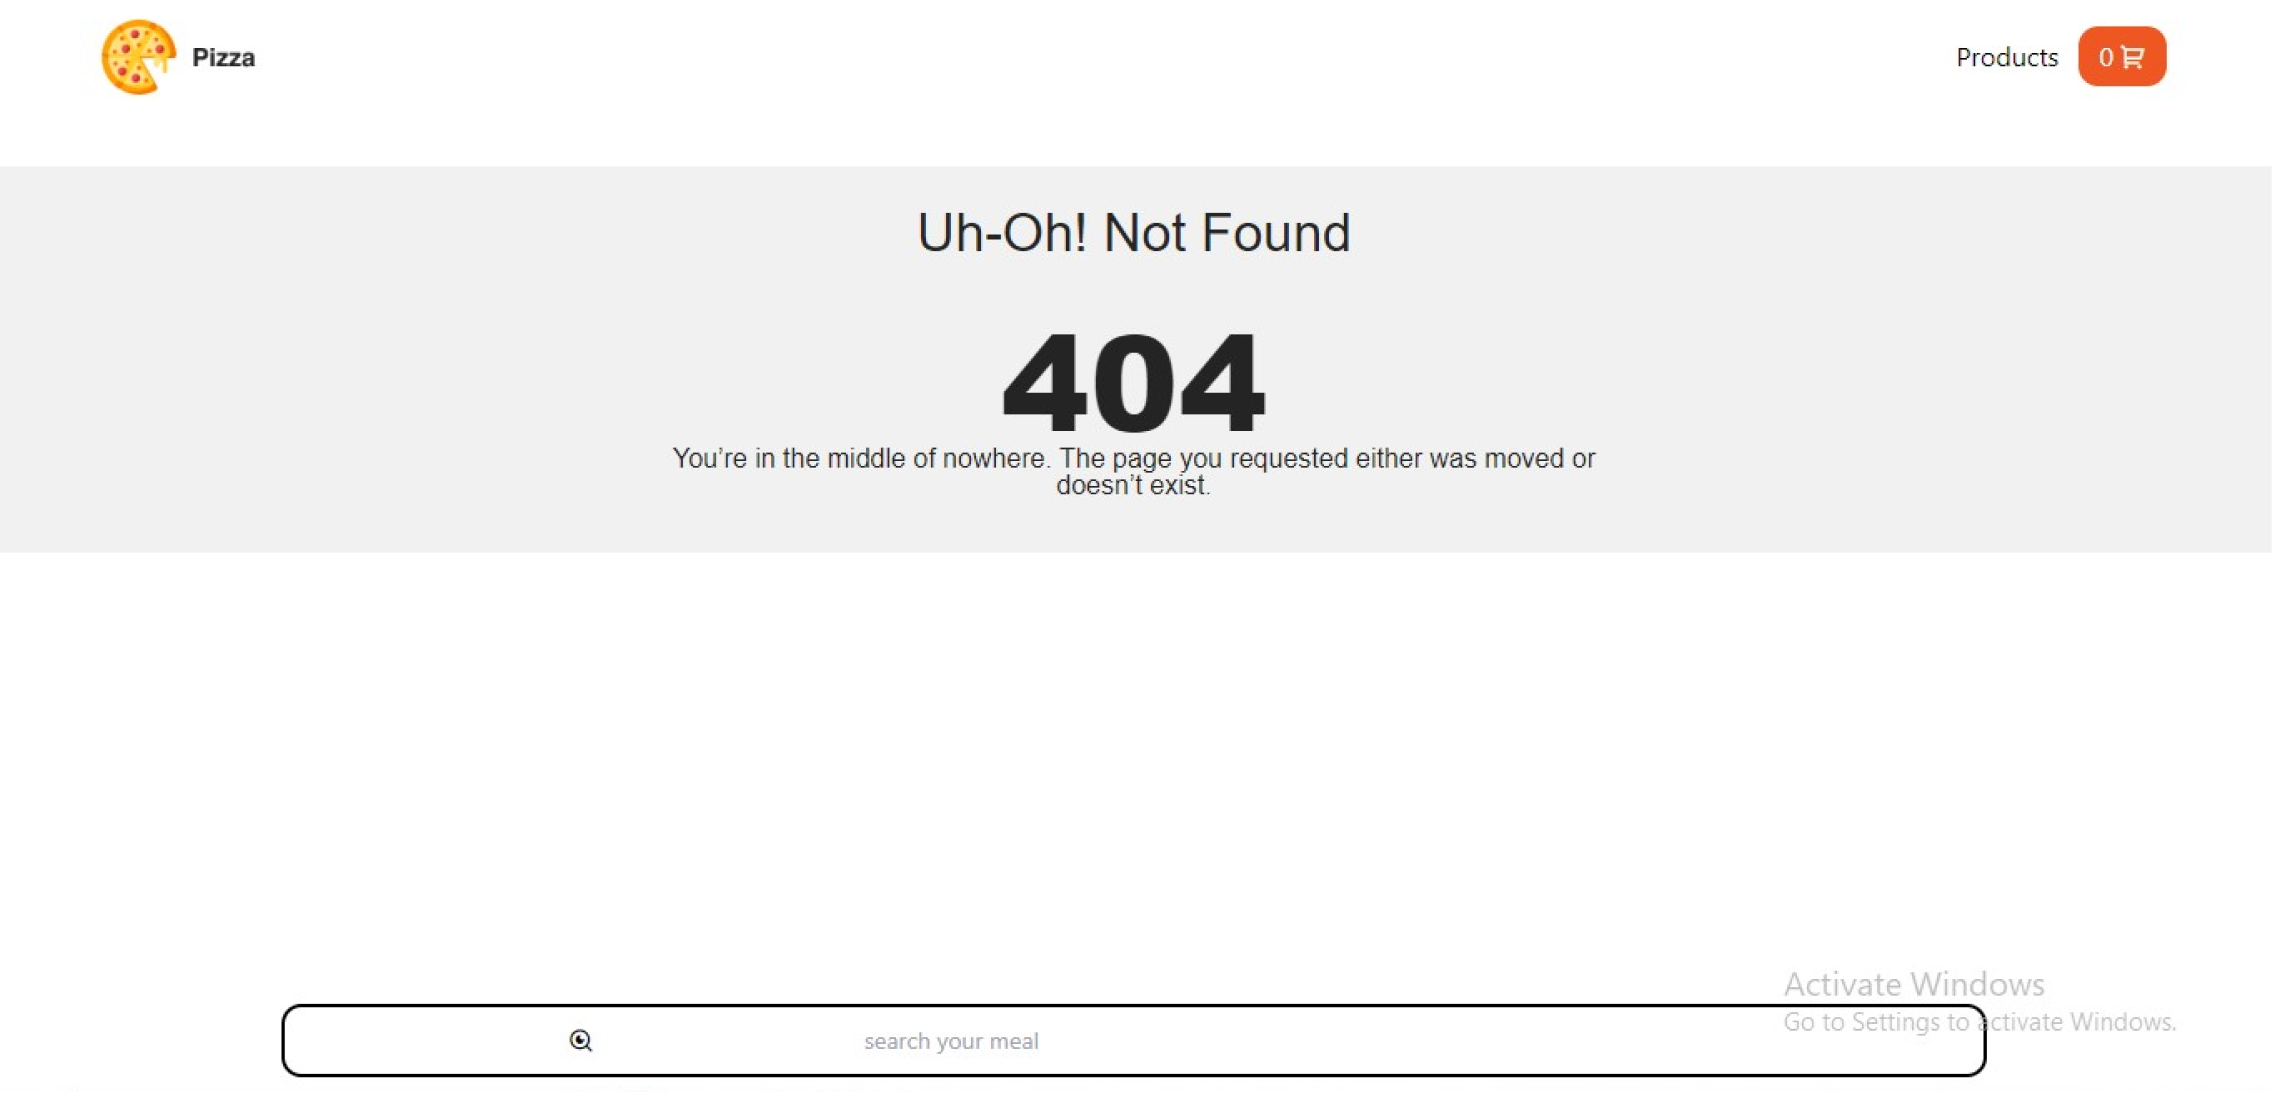 Pizza
Products
0
Uh-Oh! Not Found
404
You’re in the middle of nowhere. The page you requested either was moved or
doesn’t exist.
Activate Windows
Go to Settings to activate Windows.
search your meal